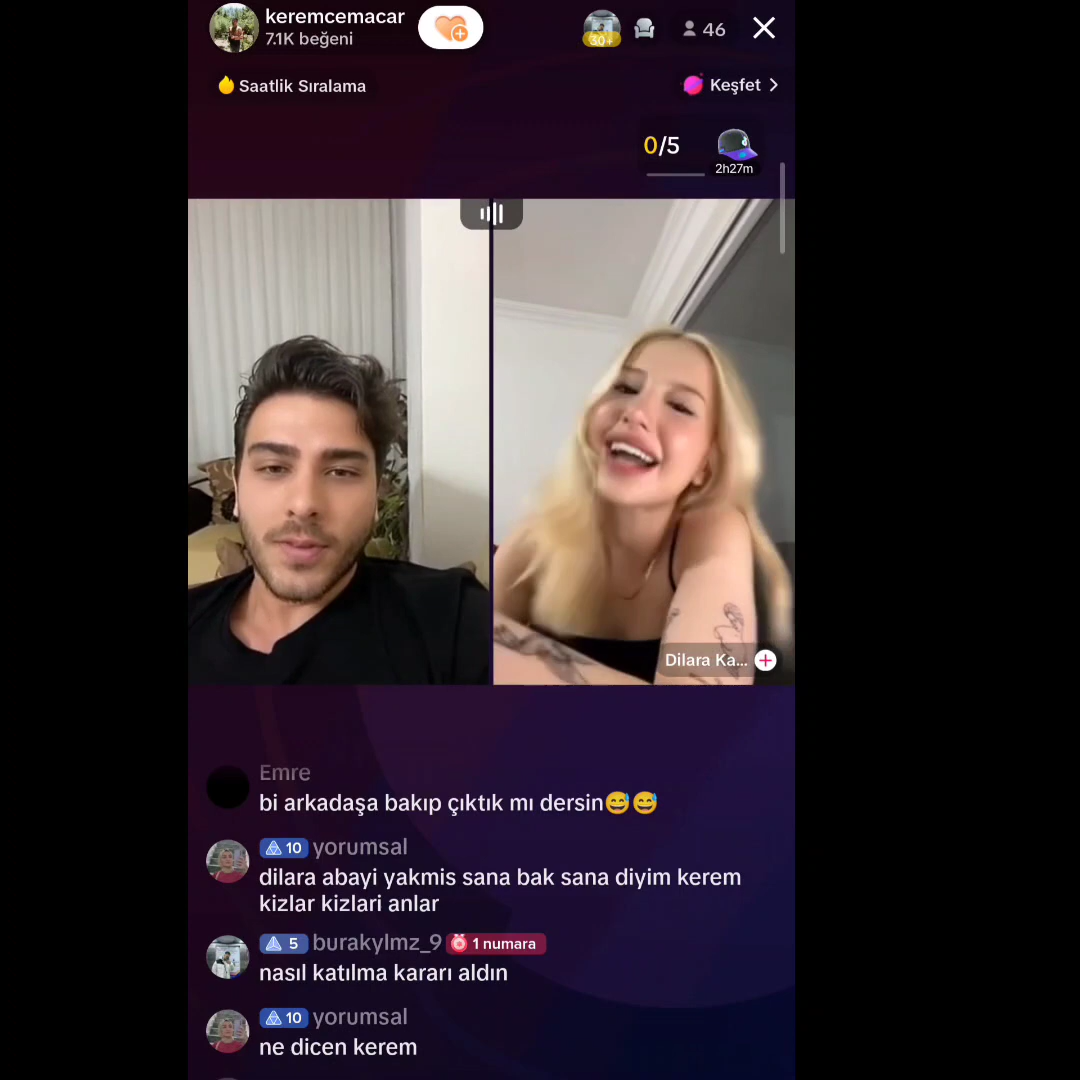 keremcemacar
7.1K beğeni
30+
46
Saatlik Sıralama
Keşfet
0/5
2h27m
Dilara Ka...
Emre
bi arkadaşa bakıp çıktık mı dersin😅😅
10 yorumsal
dilara abayi yakmis sana bak sana diyim kerem
kizlar kizlari anlar
5 burakylmz_9 1 numara
nasıl katılma kararı aldın
10 yorumsal
ne dicen kerem